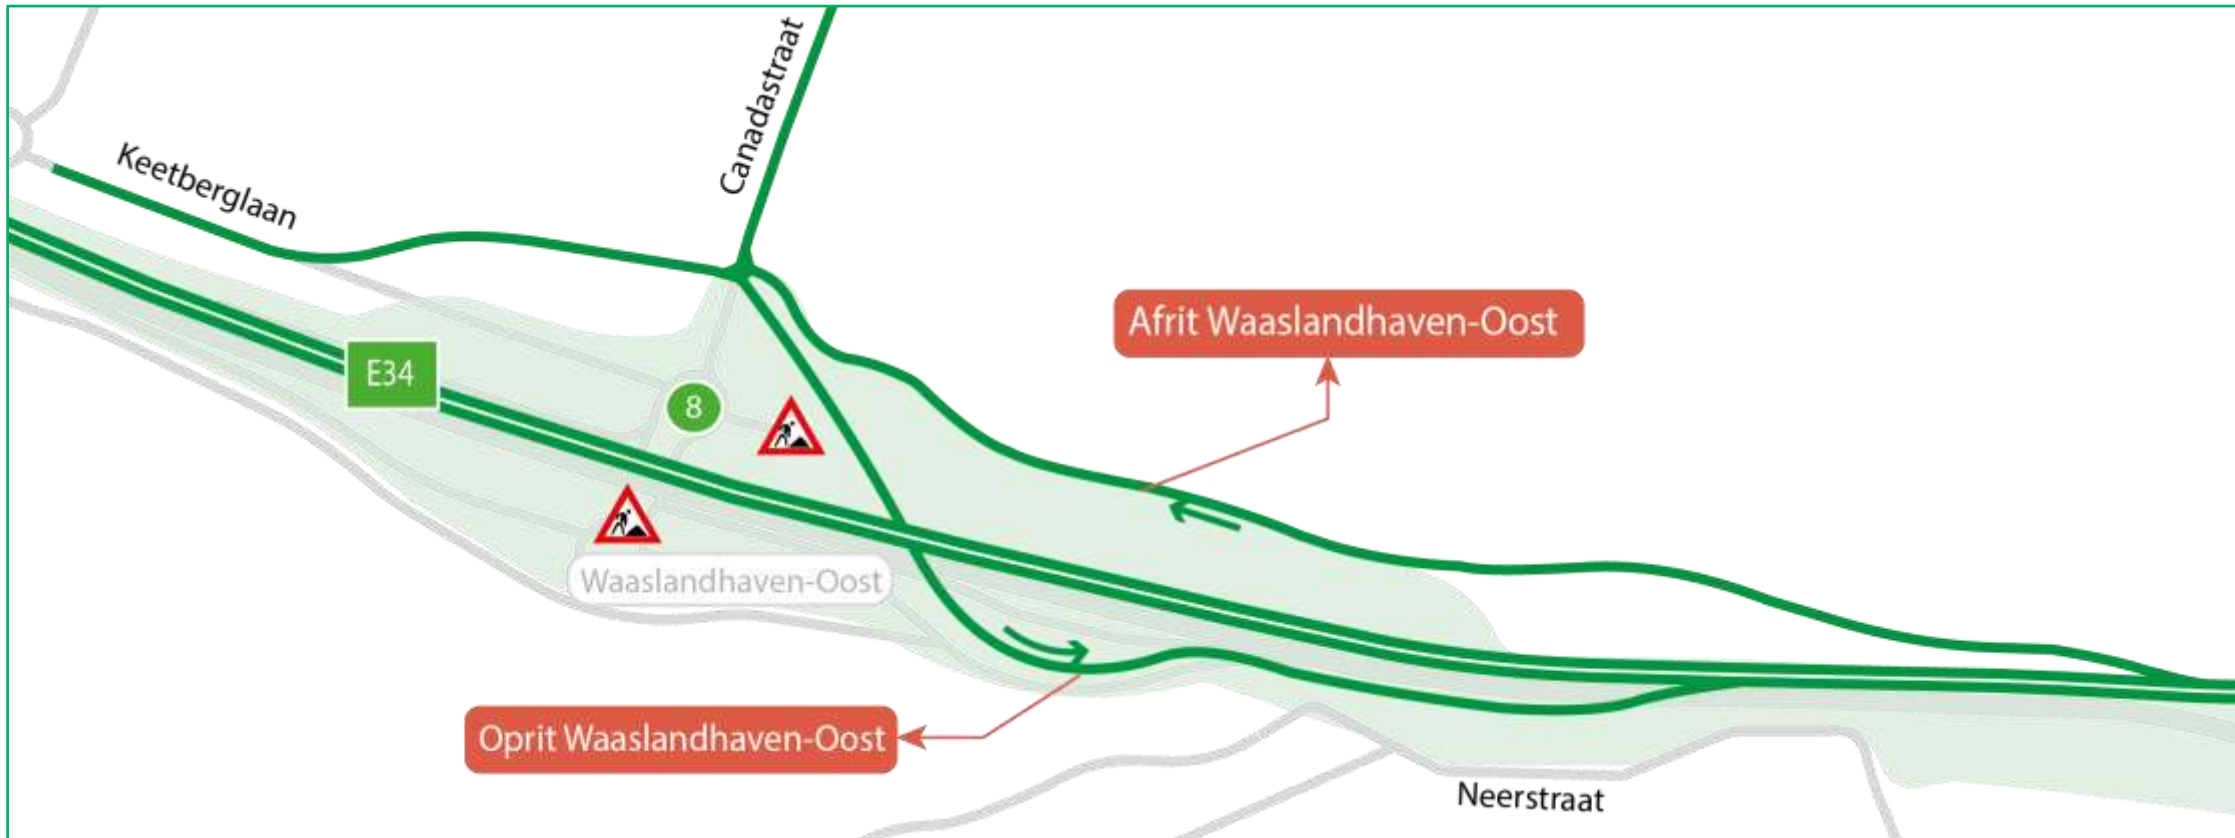 Canadastraat
Keetberglaan
Afrit Waaslandhaven-Oost
E34
8
Waaslandhaven-Oost
Oprit Waaslandhaven-Oost
Neerstraat